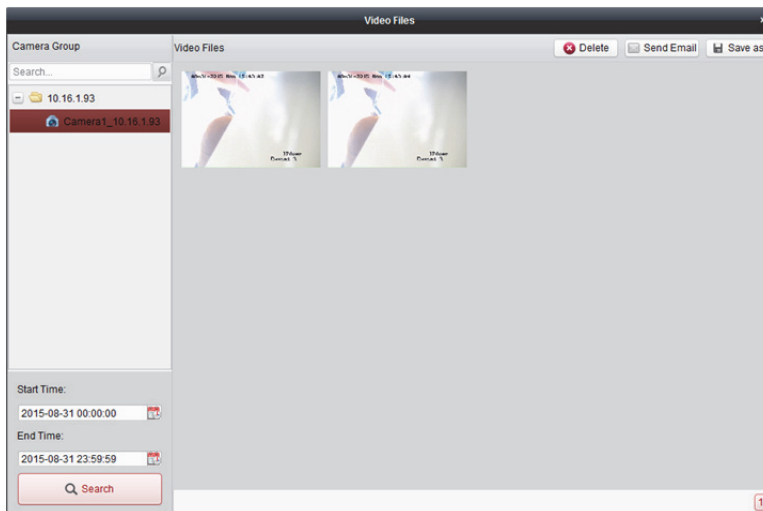 Video Files
Camera Group
Video Files
Delete
Send Email
Save as
Search...
10.16.1.93
Camera1_10.16.1.93
Start Time:
2015-08-31 00:00:00
End Time:
2015-08-31 23:59:59
Search
1